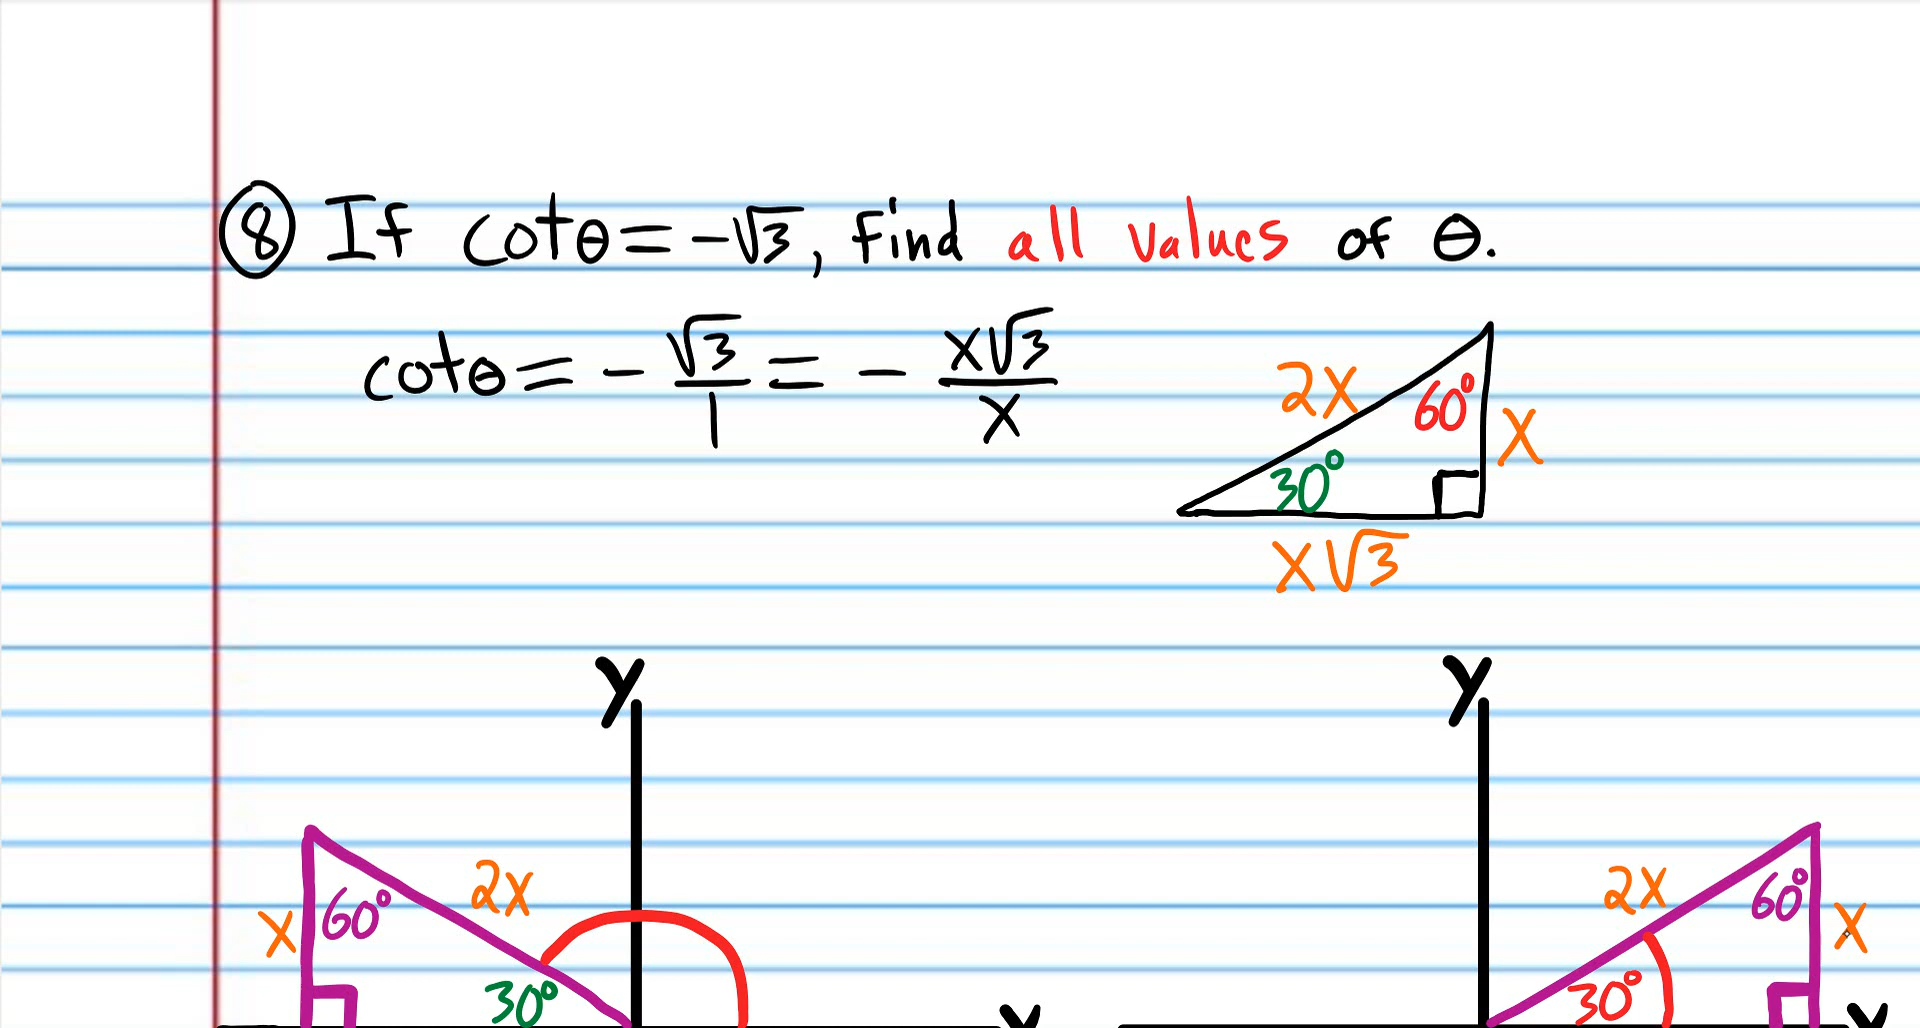 ⑧ If cotθ = -√3, find all values of θ.
cotθ = - √3/1 = - x√3/x
2x 60° x
30°
x√3
y y
2x 2x
x 60° 60° x
30° 30°
x x